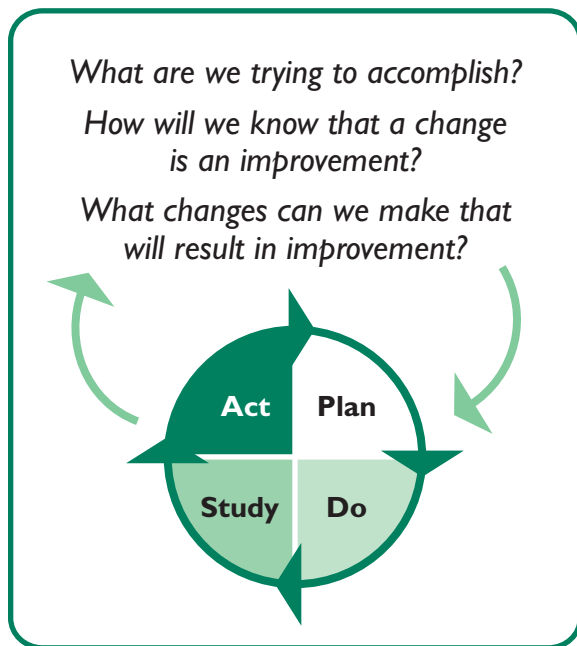 What are we trying to accomplish?
How will we know that a change
is an improvement?
What changes can we make that
will result in improvement?
Act
Plan
Study
Do